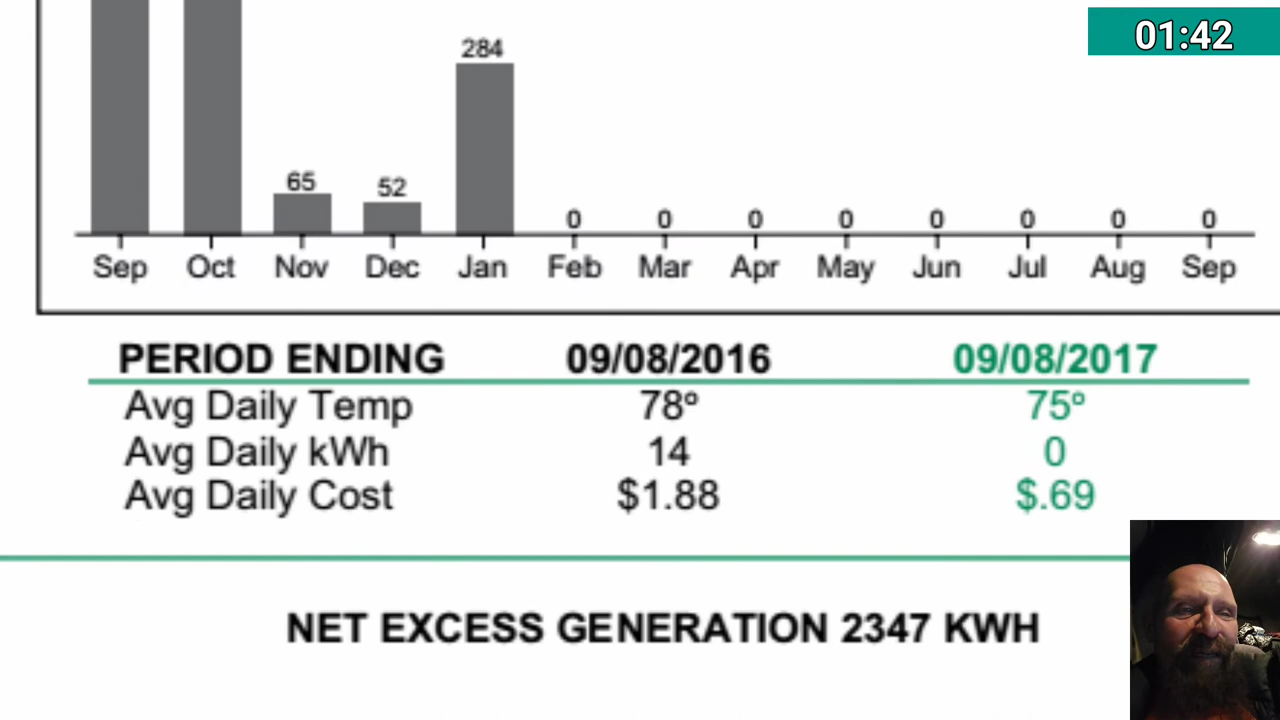 01:42
284
65 52
0 0 0 0 0 0 0 0
Sep Oct Nov Dec Jan Feb Mar Apr May Jun Jul Aug Sep
PERIOD ENDING 09/08/2016 09/08/2017
Avg Daily Temp 78° 75°
Avg Daily kWh 14 0
Avg Daily Cost $1.88 $.69
NET EXCESS GENERATION 2347 KWH